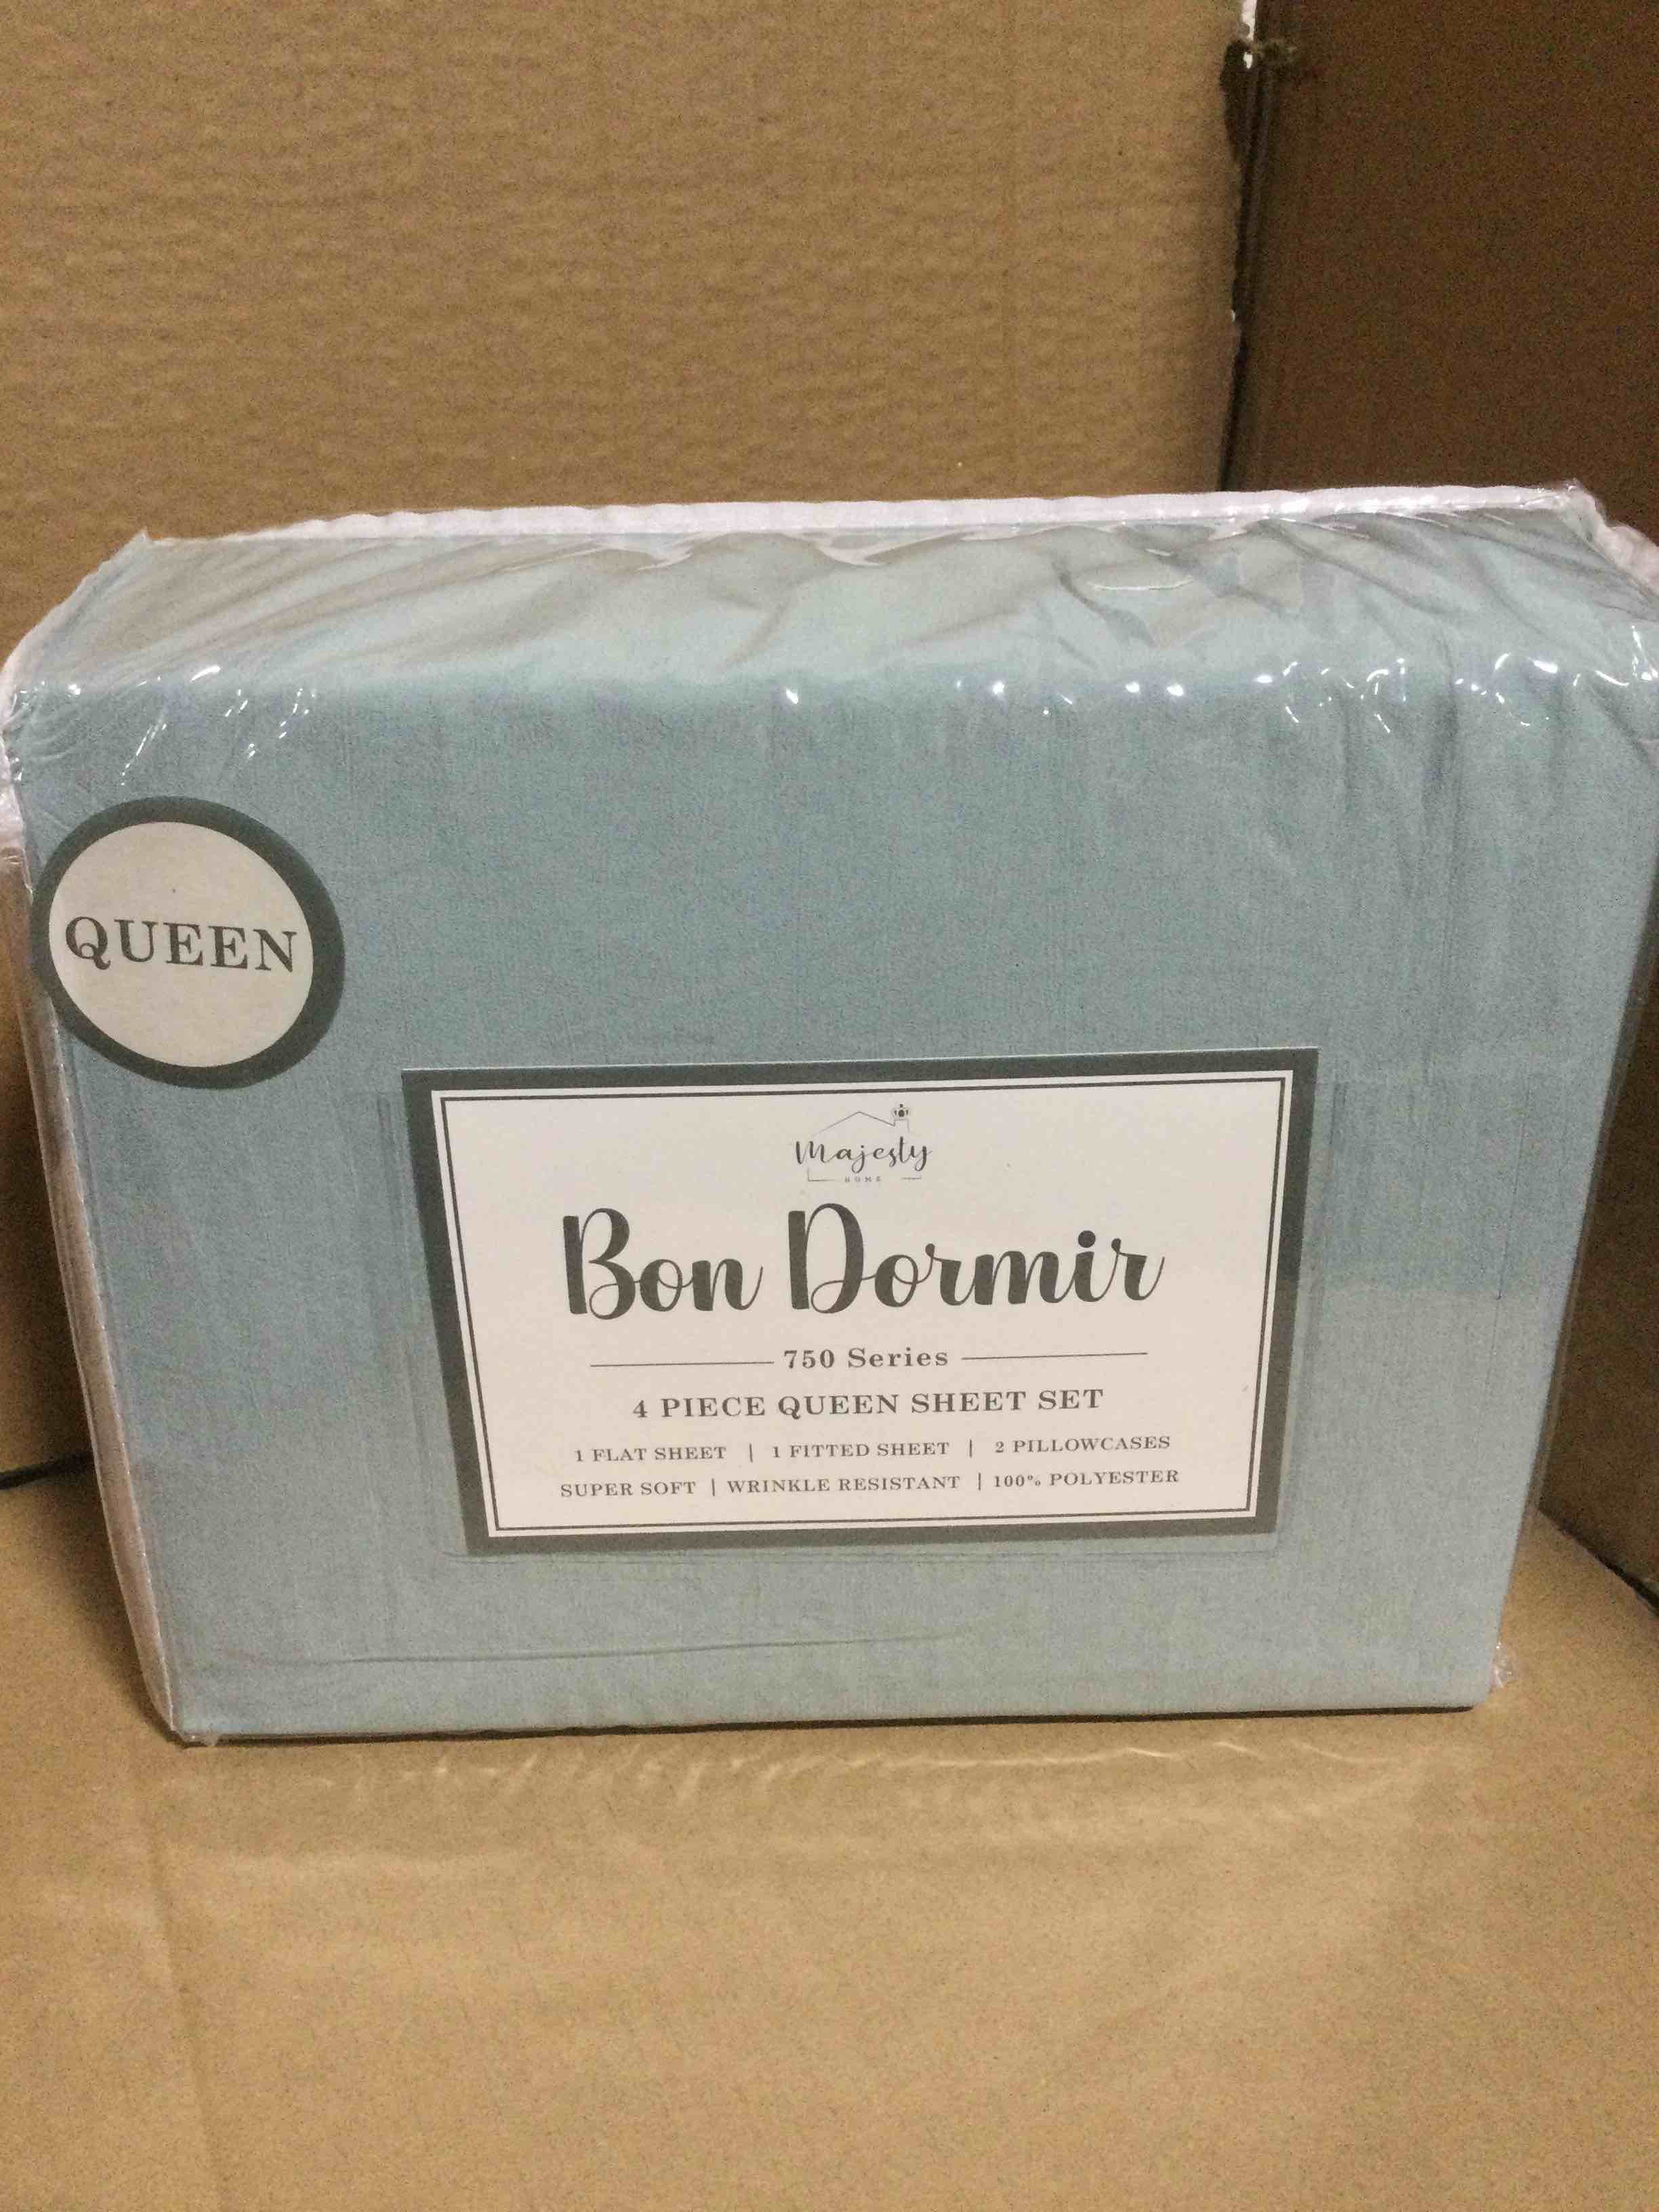 QUEEN
Majesty
HOME
Bon Dormir
750 Series
4 PIECE QUEEN SHEET SET
1 FLAT SHEET | 1 FITTED SHEET | 2 PILLOWCASES
SUPER SOFT | WRINKLE RESISTANT | 100% POLYESTER